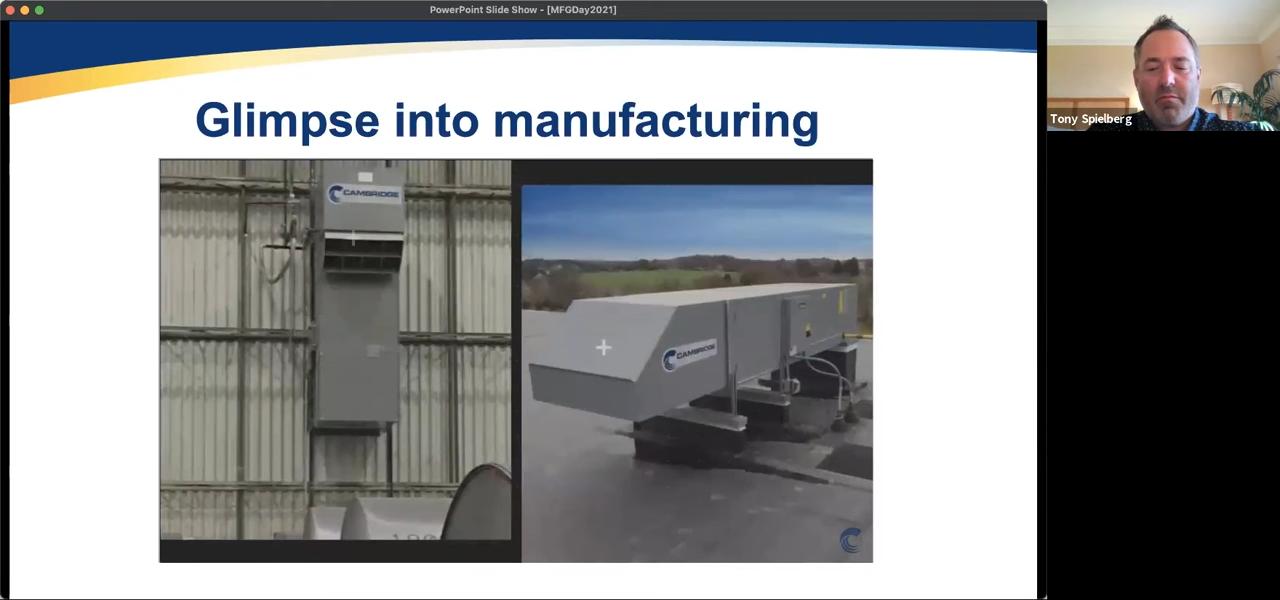 PowerPoint Slide Show - [MFGDay2021]
Glimpse into manufacturing
CAMBRIDGE
CAMBRIDGE
Tony Spielberg